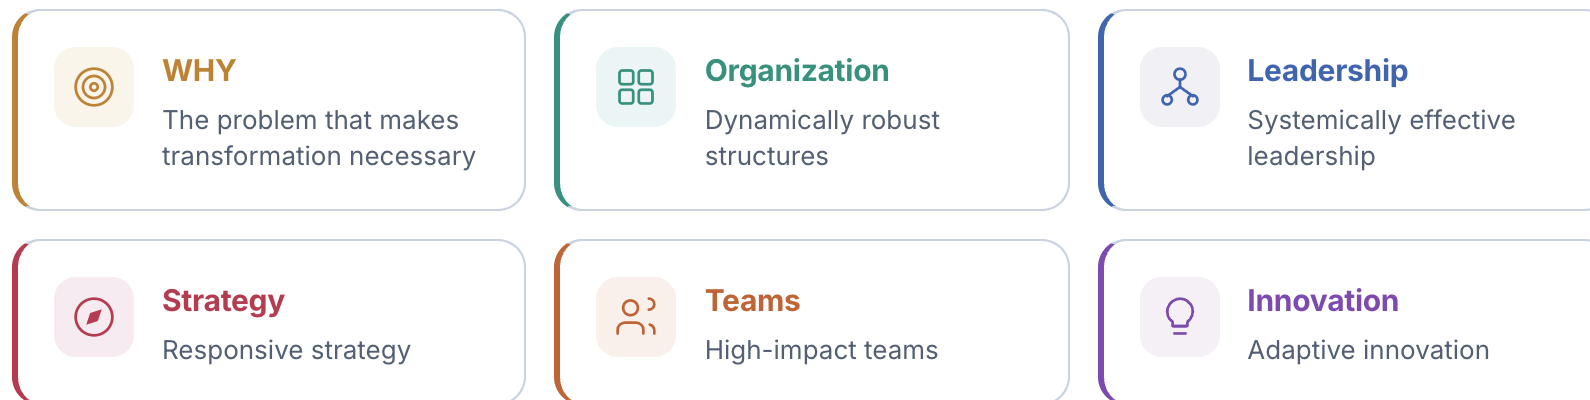 WHY
The problem that makes
transformation necessary
Organization
Dynamically robust
structures
Leadership
Systemically effective
leadership
Strategy
Responsive strategy
Teams
High-impact teams
Innovation
Adaptive innovation